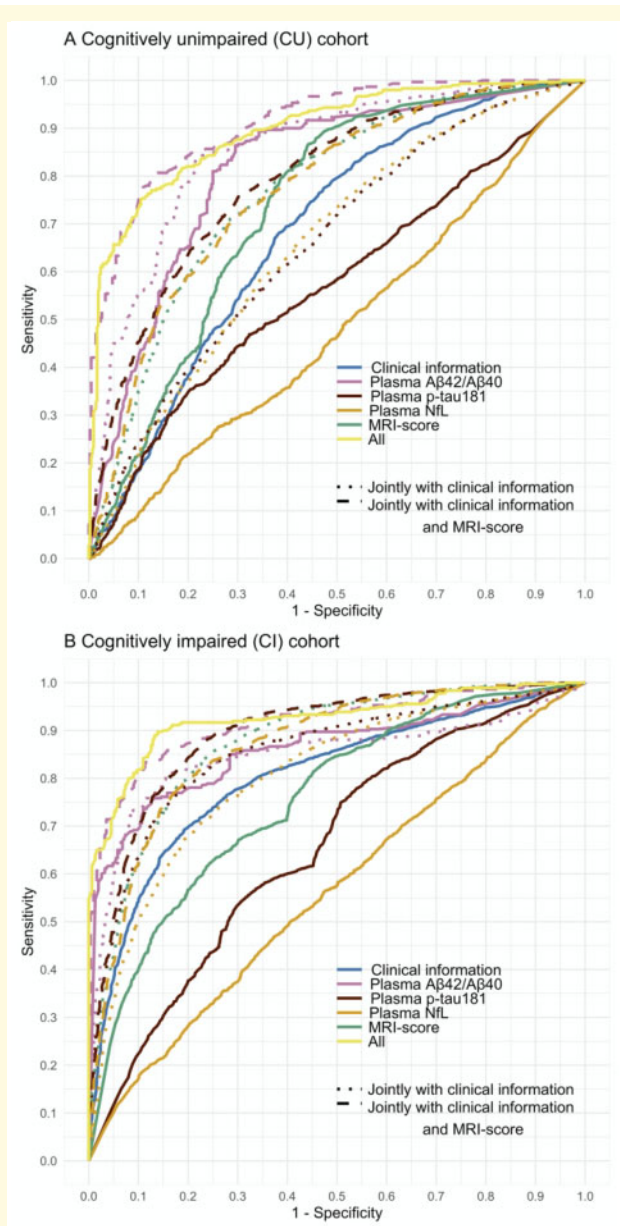 A Cognitively unimpaired (CU) cohort
1.0
0.9
0.8
0.7
0.6
0.5
0.4
0.3
0.2
0.1
0.0
Sensitivity
Clinical information
Plasma Aβ42/Aβ40
Plasma p-tau181
Plasma NfL
MRI-score
All
Jointly with clinical information
Jointly with clinical information
and MRI-score
0.0 0.1 0.2 0.3 0.4 0.5 0.6 0.7 0.8 0.9 1.0
1 - Specificity
B Cognitively impaired (CI) cohort
1.0
0.9
0.8
0.7
0.6
0.5
0.4
0.3
0.2
0.1
0.0
Sensitivity
Clinical information
Plasma Aβ42/Aβ40
Plasma p-tau181
Plasma NfL
MRI-score
All
Jointly with clinical information
Jointly with clinical information
and MRI-score
0.0 0.1 0.2 0.3 0.4 0.5 0.6 0.7 0.8 0.9 1.0
1 - Specificity